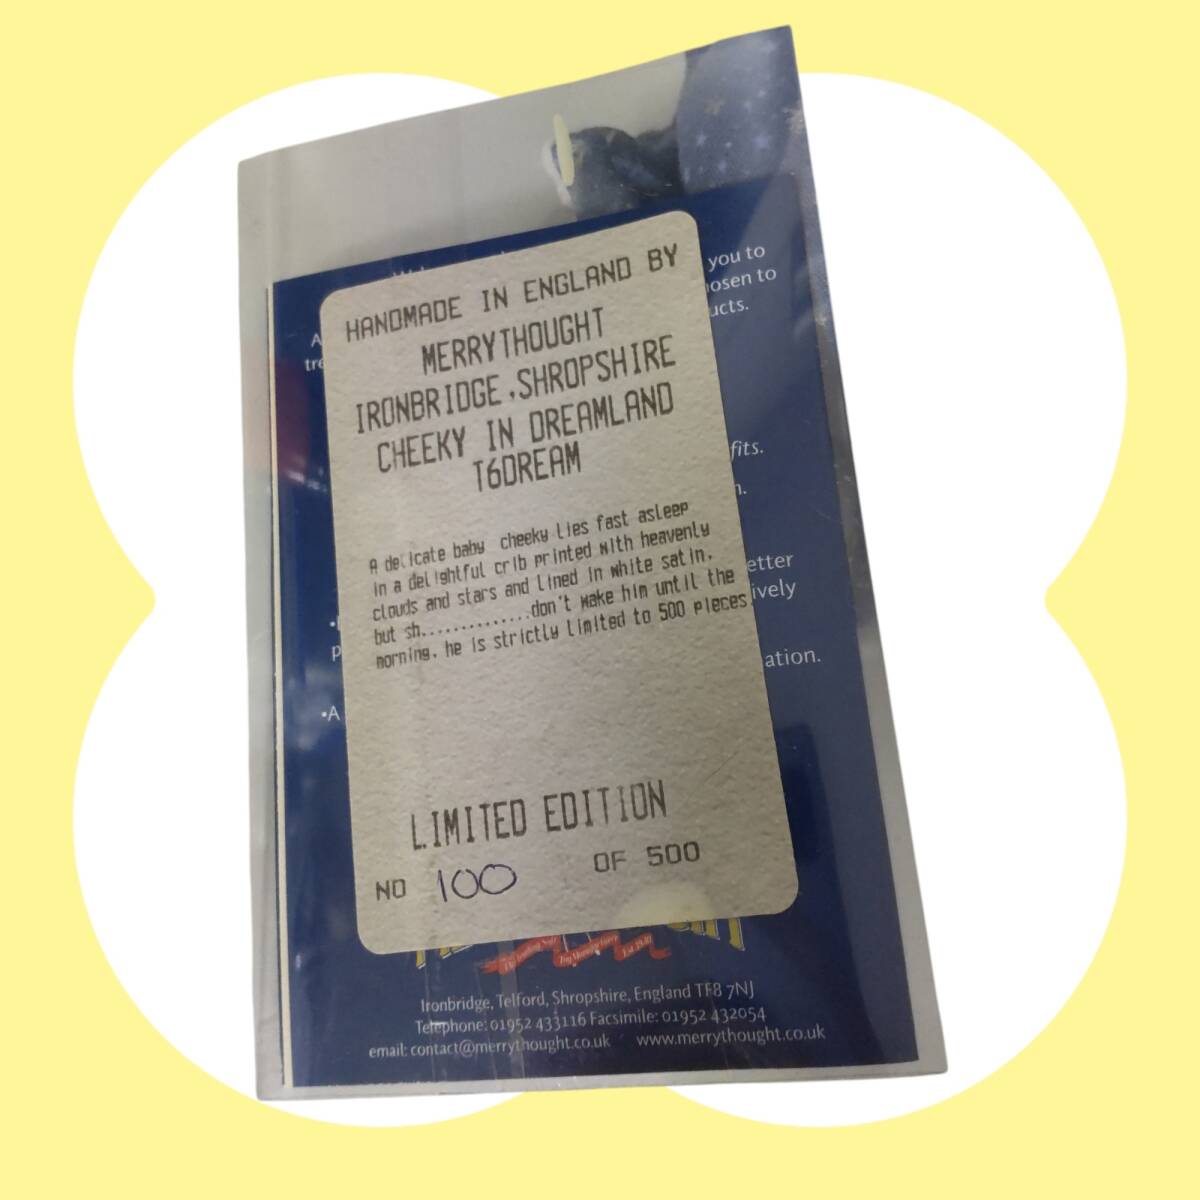 you to
osen to
ucts.
A
tre
HANDMADE IN ENGLAND BY
MERRYTHOUGHT
IRONBRIDGE,SHROPSHIRE
CHEEKY IN DREAMLAND
T6DREAM
fits.
n.
A delicate baby cheeky lies fast asleep
in a delightful crib printed with heavenly
clouds and stars and lined in white satin,
but sh..............don't wake him until the
morning, he is strictly limited to 500 pieces
etter
ively
p
ation.
•A
LIMITED EDITION
NO 100 OF 500
Ironbridge, Telford, Shropshire, England TF8 7NJ
Telephone: 01952 433116 Facsimile: 01952 432054
email: contact@merrythought.co.uk www.merrythought.co.uk